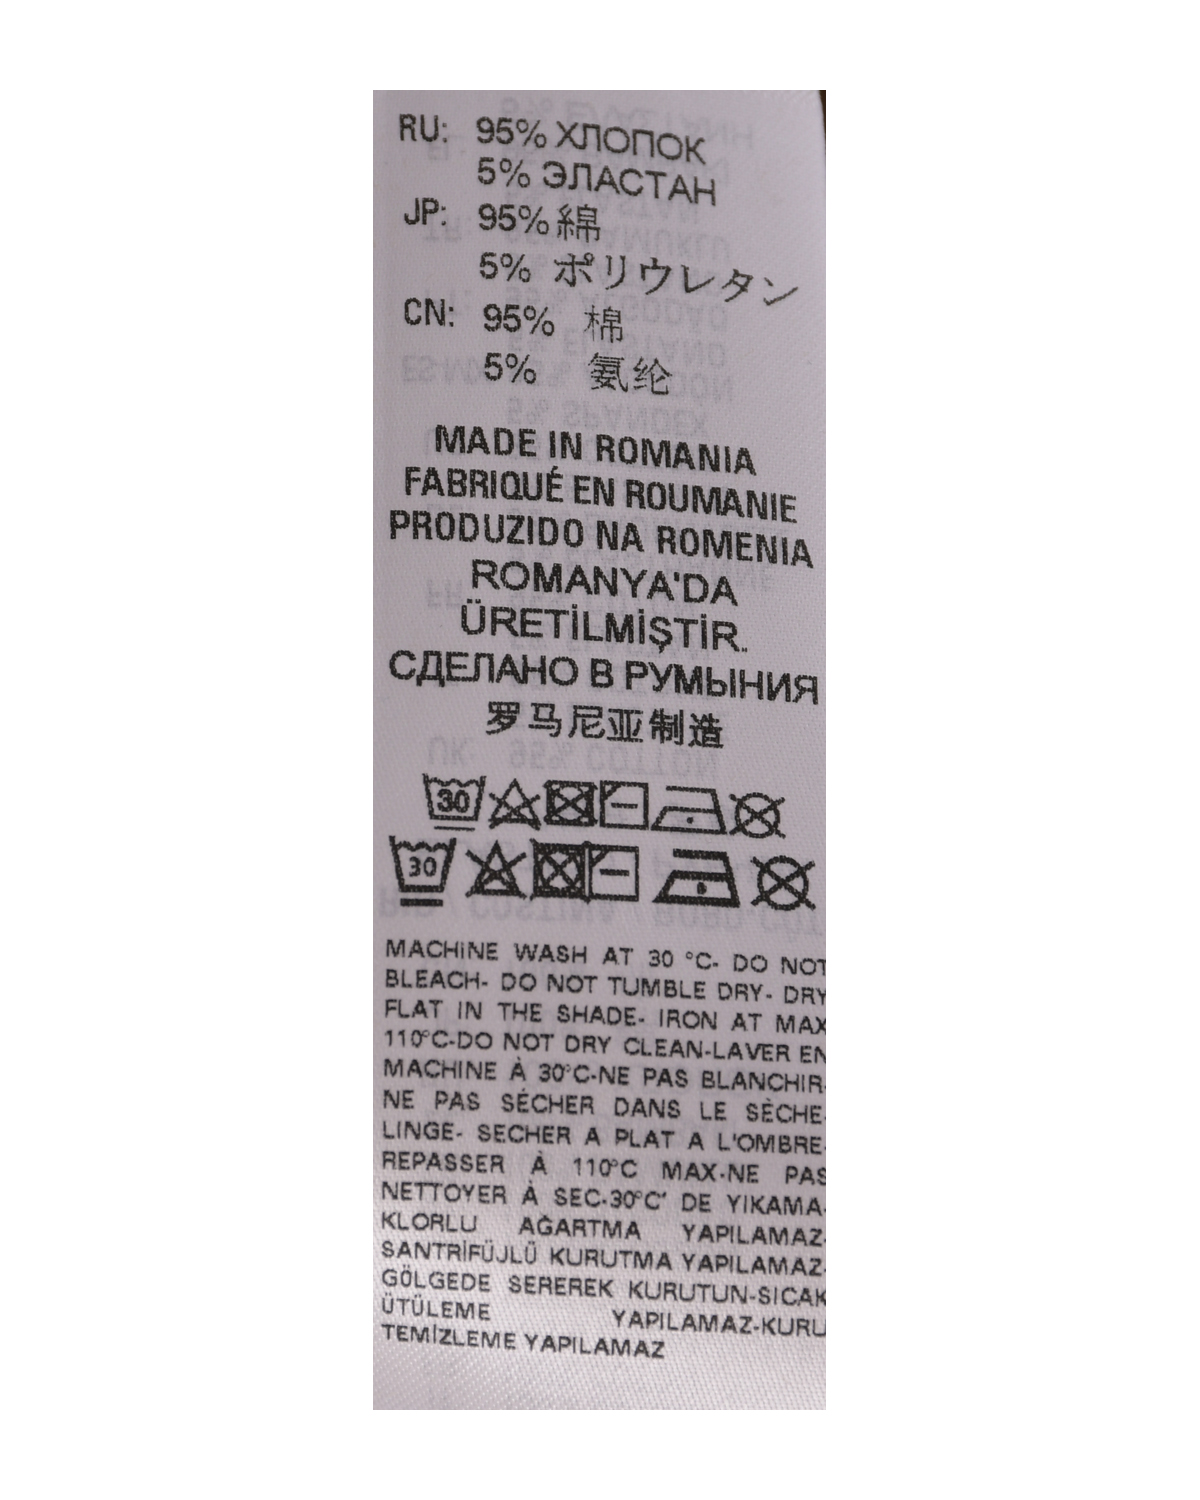 RU: 95% ХЛОПОК
5% ЭЛАСТАН
JP: 95% 綿
5% ポリウレタン
CN: 95% 棉
5% 氨纶
MADE IN ROMANIA
FABRIQUÉ EN ROUMANIE
PRODUZIDO NA ROMENIA
ROMANYA'DA
ÜRETİLMİŞTİR.
СДЕЛАНО В РУМЫНИЯ
罗马尼亚制造
30
30
MACHİNE WASH AT 30 °C- DO NOT
BLEACH- DO NOT TUMBLE DRY- DRY
FLAT IN THE SHADE- IRON AT MAX
110°C-DO NOT DRY CLEAN-LAVER EN
MACHINE À 30°C-NE PAS BLANCHIR-
NE PAS SÉCHER DANS LE SÈCHE-
LINGE- SECHER A PLAT A L'OMBRE-
REPASSER À 110°C MAX-NE PAS
NETTOYER À SEC-30°C' DE YIKAMA-
KLORLU AĞARTMA YAPILAMAZ-
SANTRİFÜJLÜ KURUTMA YAPILAMAZ-
GÖLGEDE SEREREK KURUTUN-SICAK
ÜTÜLEME YAPILAMAZ-KURU
TEMİZLEME YAPILAMAZ